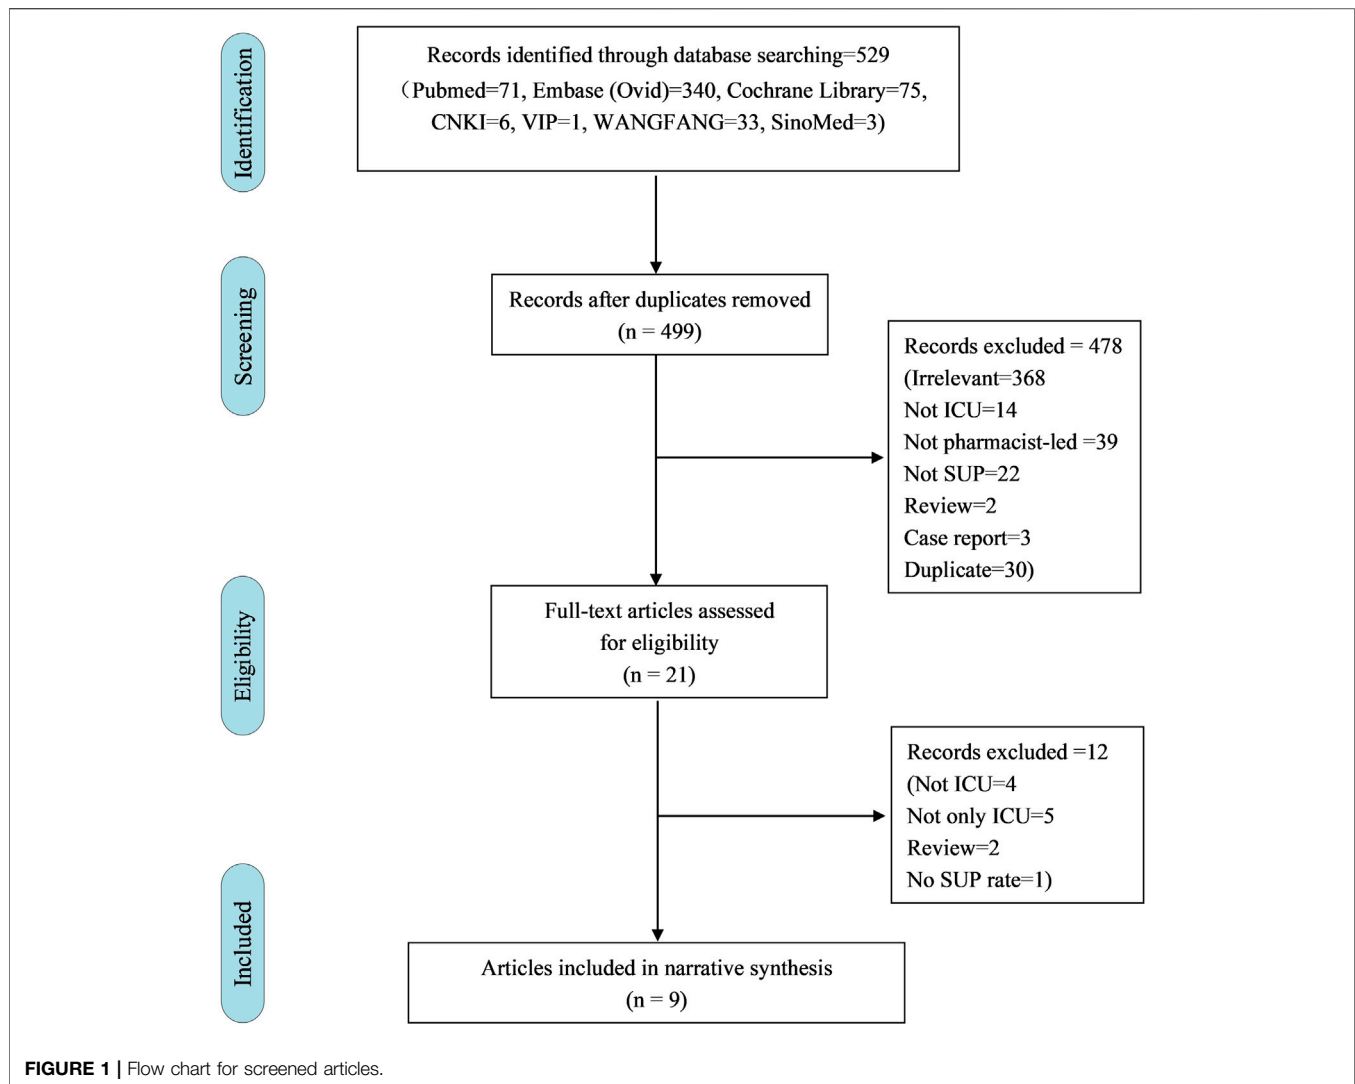 Identification
Records identified through database searching=529
（Pubmed=71, Embase (Ovid)=340, Cochrane Library=75,
CNKI=6, VIP=1, WANGFANG=33, SinoMed=3)
Screening
Records after duplicates removed
(n = 499)
Records excluded = 478
(Irrelevant=368
Not ICU=14
Not pharmacist-led =39
Not SUP=22
Review=2
Case report=3
Duplicate=30)
Eligibility
Full-text articles assessed
for eligibility
(n = 21)
Records excluded =12
(Not ICU=4
Not only ICU=5
Review=2
No SUP rate=1)
Included
Articles included in narrative synthesis
(n = 9)
FIGURE 1 | Flow chart for screened articles.